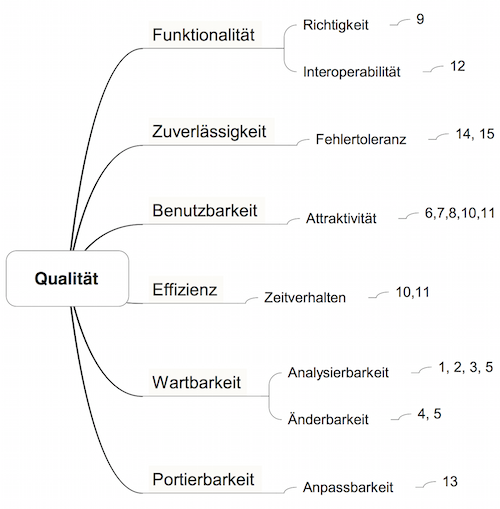 Qualität
Funktionalität
Richtigkeit
9
Interoperabilität
12
Zuverlässigkeit
Fehlertoleranz
14, 15
Benutzbarkeit
Attraktivität
6,7,8,10,11
Effizienz
Zeitverhalten
10,11
Wartbarkeit
Analysierbarkeit
1, 2, 3, 5
Änderbarkeit
4, 5
Portierbarkeit
Anpassbarkeit
13